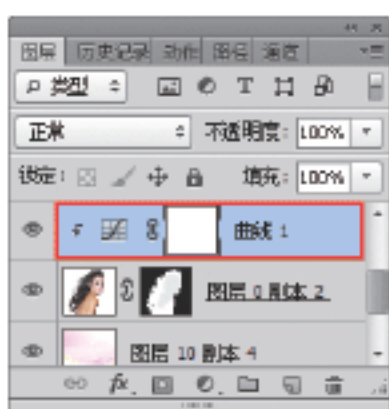 图层 历史记录 动作 路径 通道
类型 T
正常 不透明度: 100%
锁定: 填充: 100%
曲线 1
图层 0 副本 2
图层 10 副本 4
fx.